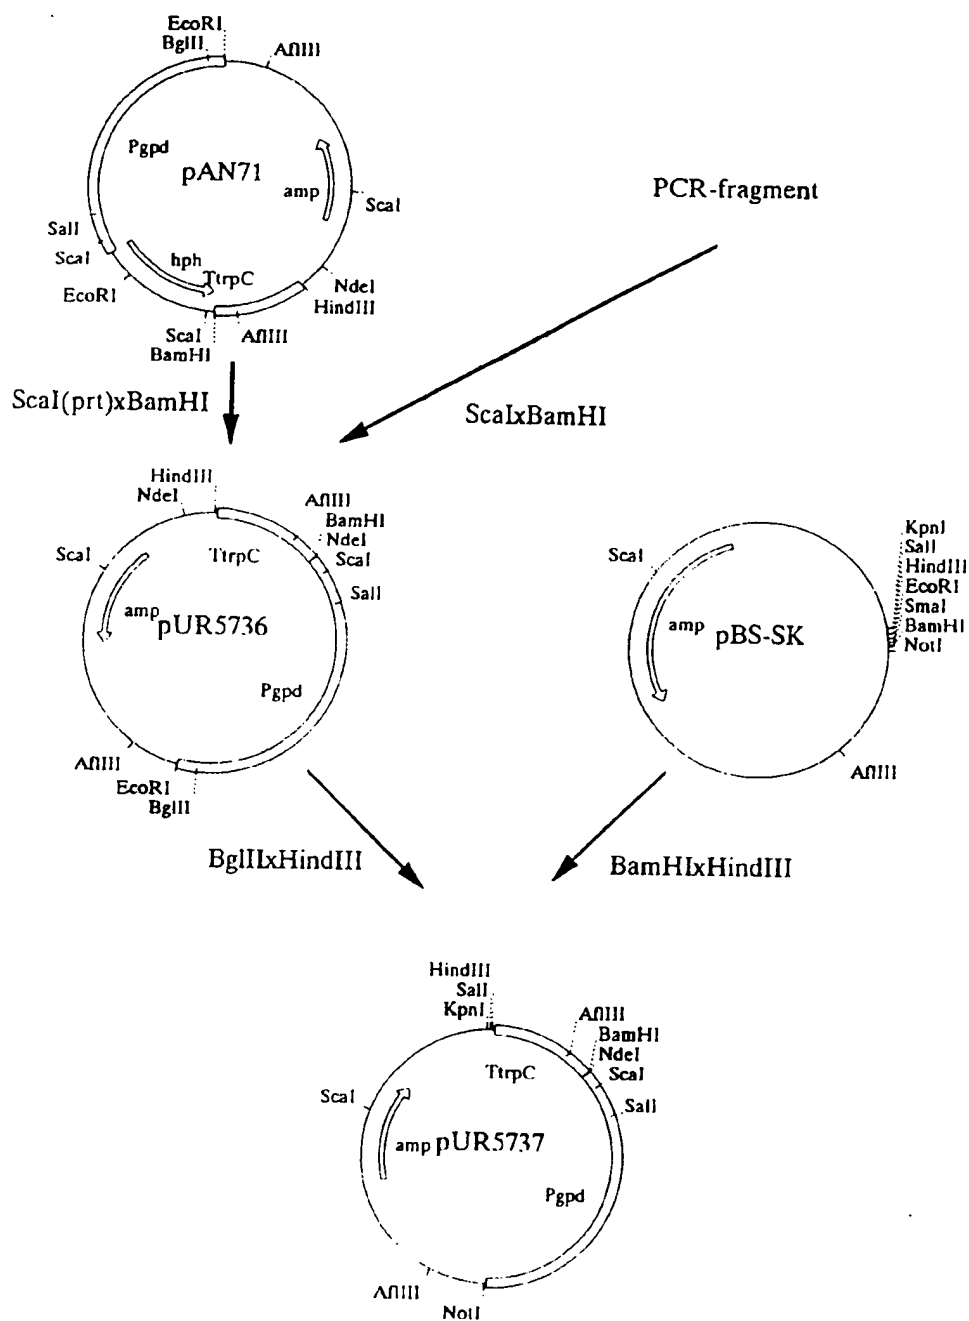 EcoRI
BglII
AflIII
Pgpd
pAN71
amp
ScaI
PCR-fragment
SalI
ScaI
EcoRI
hph
TtrpC
NdeI
HindIII
ScaI
BamHI
AflIII
ScaI(prt)xBamHI
ScaIxBamHI
HindIII
NdeI
AflIII
BamHI
NdeI
ScaI
SalI
ScaI
TtrpC
amp
pUR5736
Pgpd
AflIII
EcoRI
BglII
ScaI
amp
pBS-SK
KpnI
SalI
HindIII
EcoRI
SmaI
BamHI
NotI
AflIII
BglIIxHindIII
BamHIxHindIII
HindIII
SalI
KpnI
AflIII
BamHI
NdeI
ScaI
SalI
TtrpC
ScaI
amp pUR5737
Pgpd
AflIII
NotI